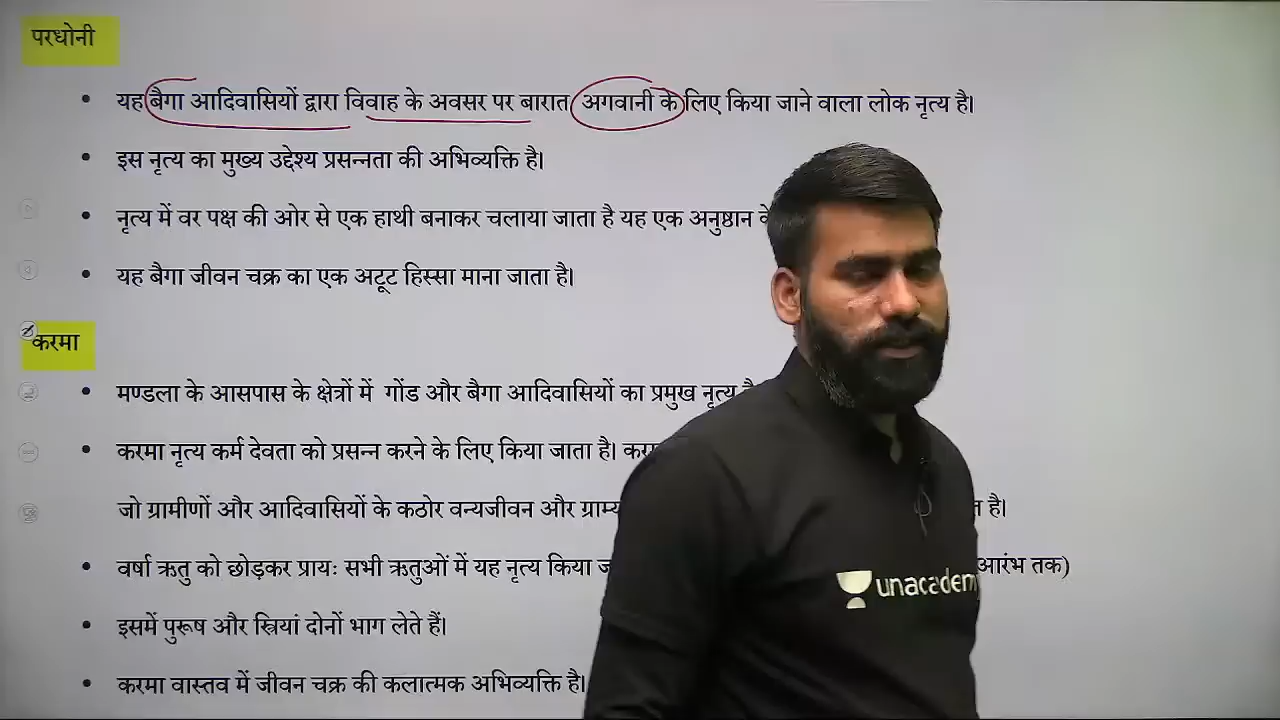 परधोनी
यह बैगा आदिवासियों द्वारा विवाह के अवसर पर बारात अगवानी के लिए किया जाने वाला लोक नृत्य है।
इस नृत्य का मुख्य उद्देश्य प्रसन्नता की अभिव्यक्ति है।
नृत्य में वर पक्ष की ओर से एक हाथी बनाकर चलाया जाता है यह एक अनुष्ठान
यह बैगा जीवन चक्र का एक अटूट हिस्सा माना जाता है।
करमा
मण्डला के आसपास के क्षेत्रों में गोंड और बैगा आदिवासियों का प्रमुख नृत्य
करमा नृत्य कर्म देवता को प्रसन्न करने के लिए किया जाता है।
जो ग्रामीणों और आदिवासियों के कठोर वन्यजीवन और है।
वर्षा ऋतु को छोड़कर प्रायः सभी ऋतुओं में यह नृत्य किया आरंभ तक)
इसमें पुरूष और स्त्रियां दोनों भाग लेते हैं।
करमा वास्तव में जीवन चक्र की कलात्मक अभिव्यक्ति है।
unacademy